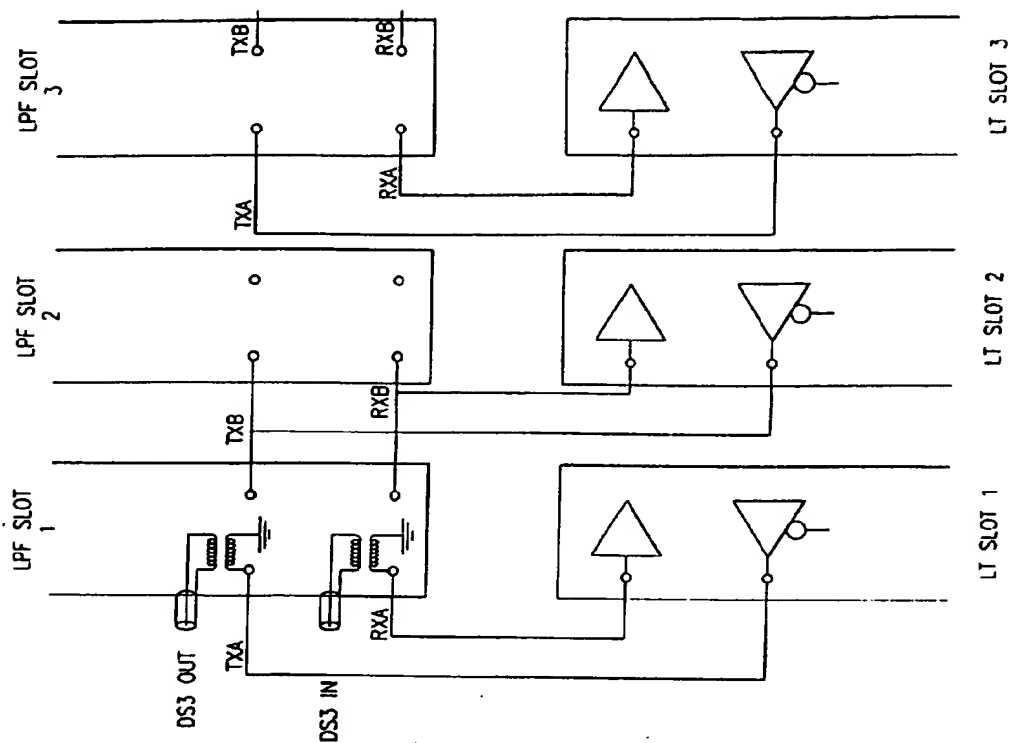 LPF SLOT
1
LPF SLOT
2
LPF SLOT
3
DS3 OUT
DS3 IN
TXA
RXA
TXB
RXB
TXA
RXA
TXB
RXB
LT SLOT 1
LT SLOT 2
LT SLOT 3